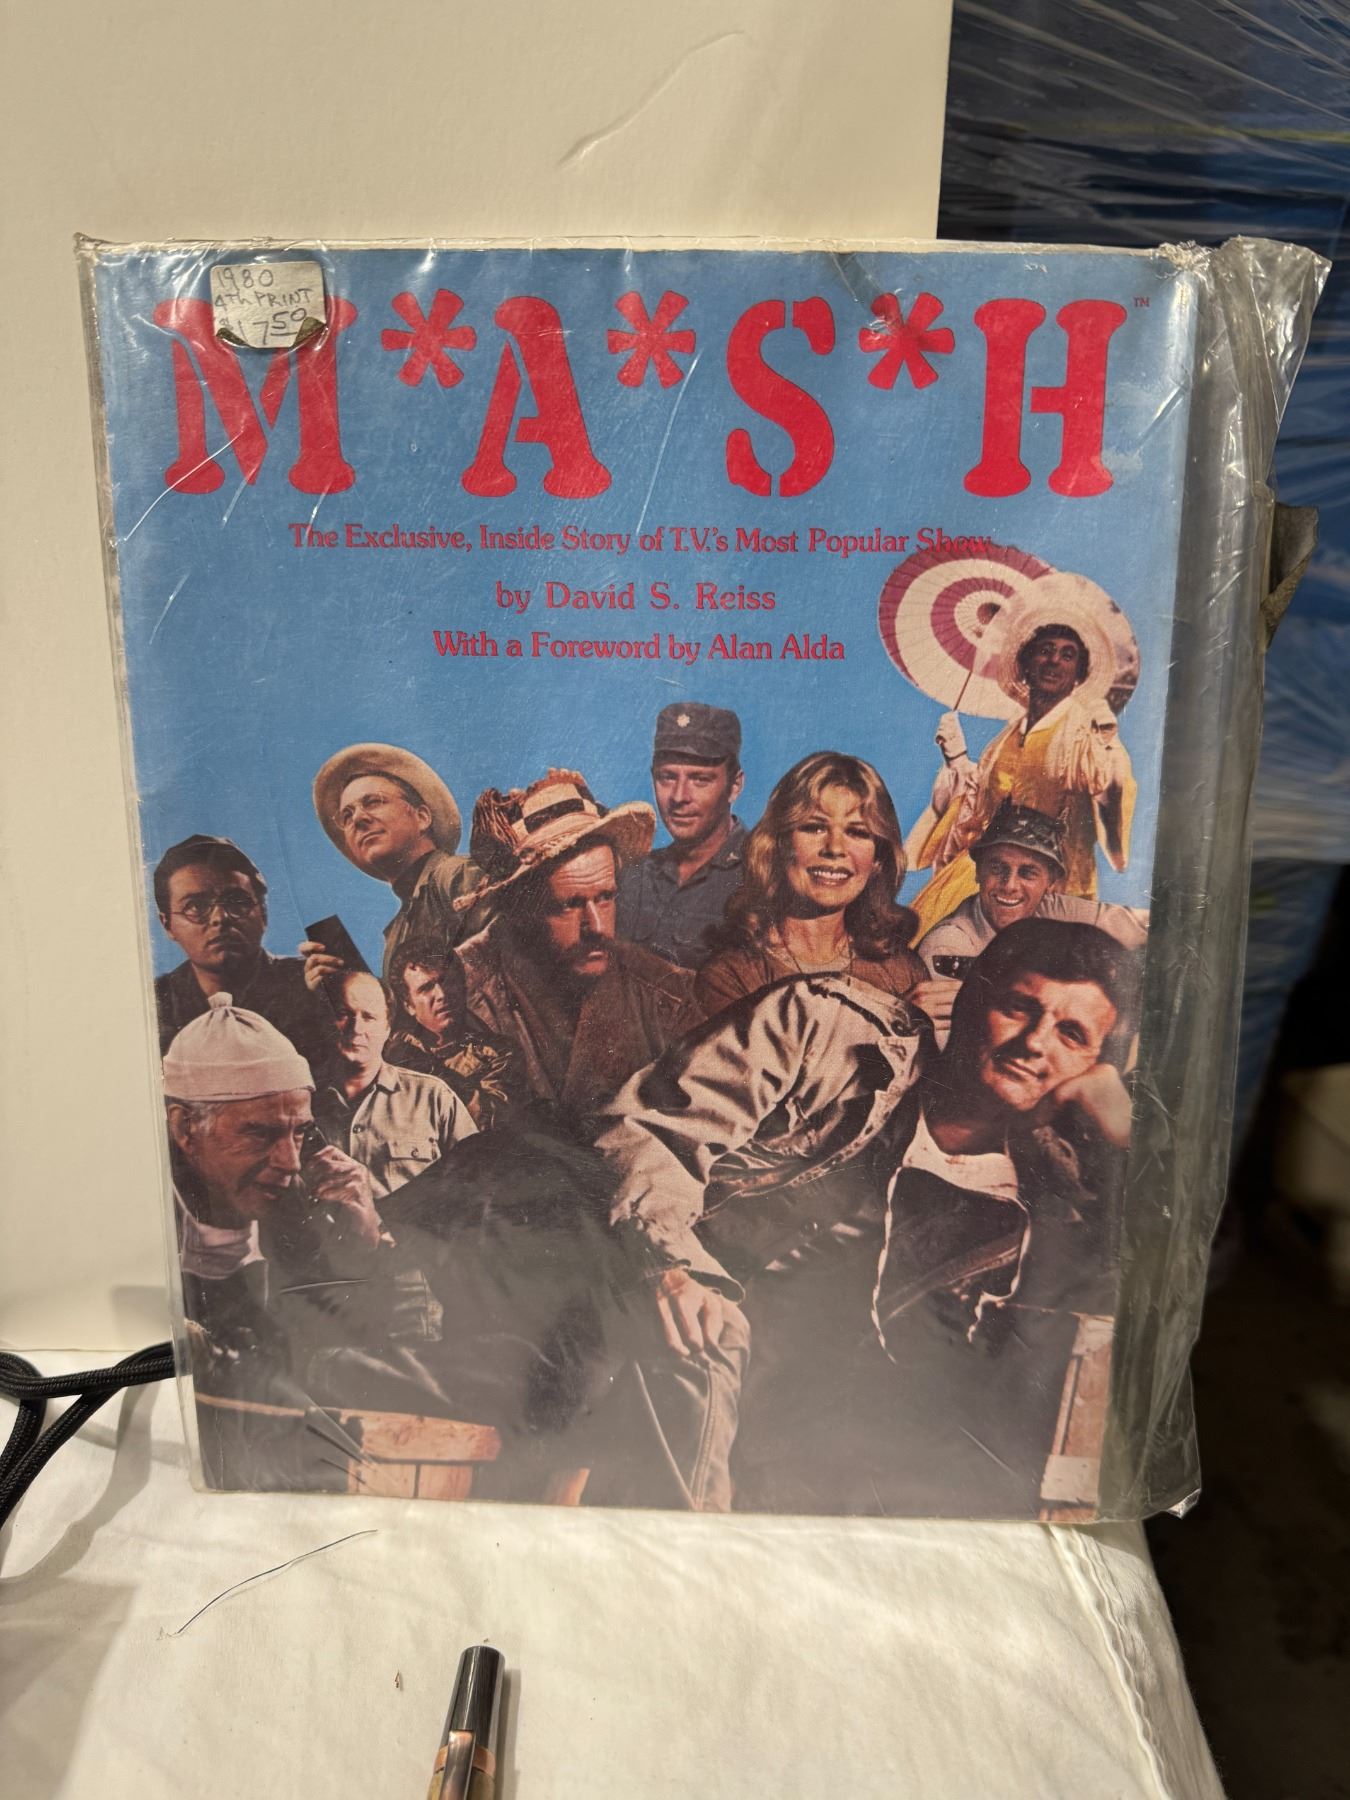 1980
4th PRINT
$17.50
M*A*S*H™
The Exclusive, Inside Story of T.V.'s Most Popular Show
by David S. Reiss
With a Foreword by Alan Alda